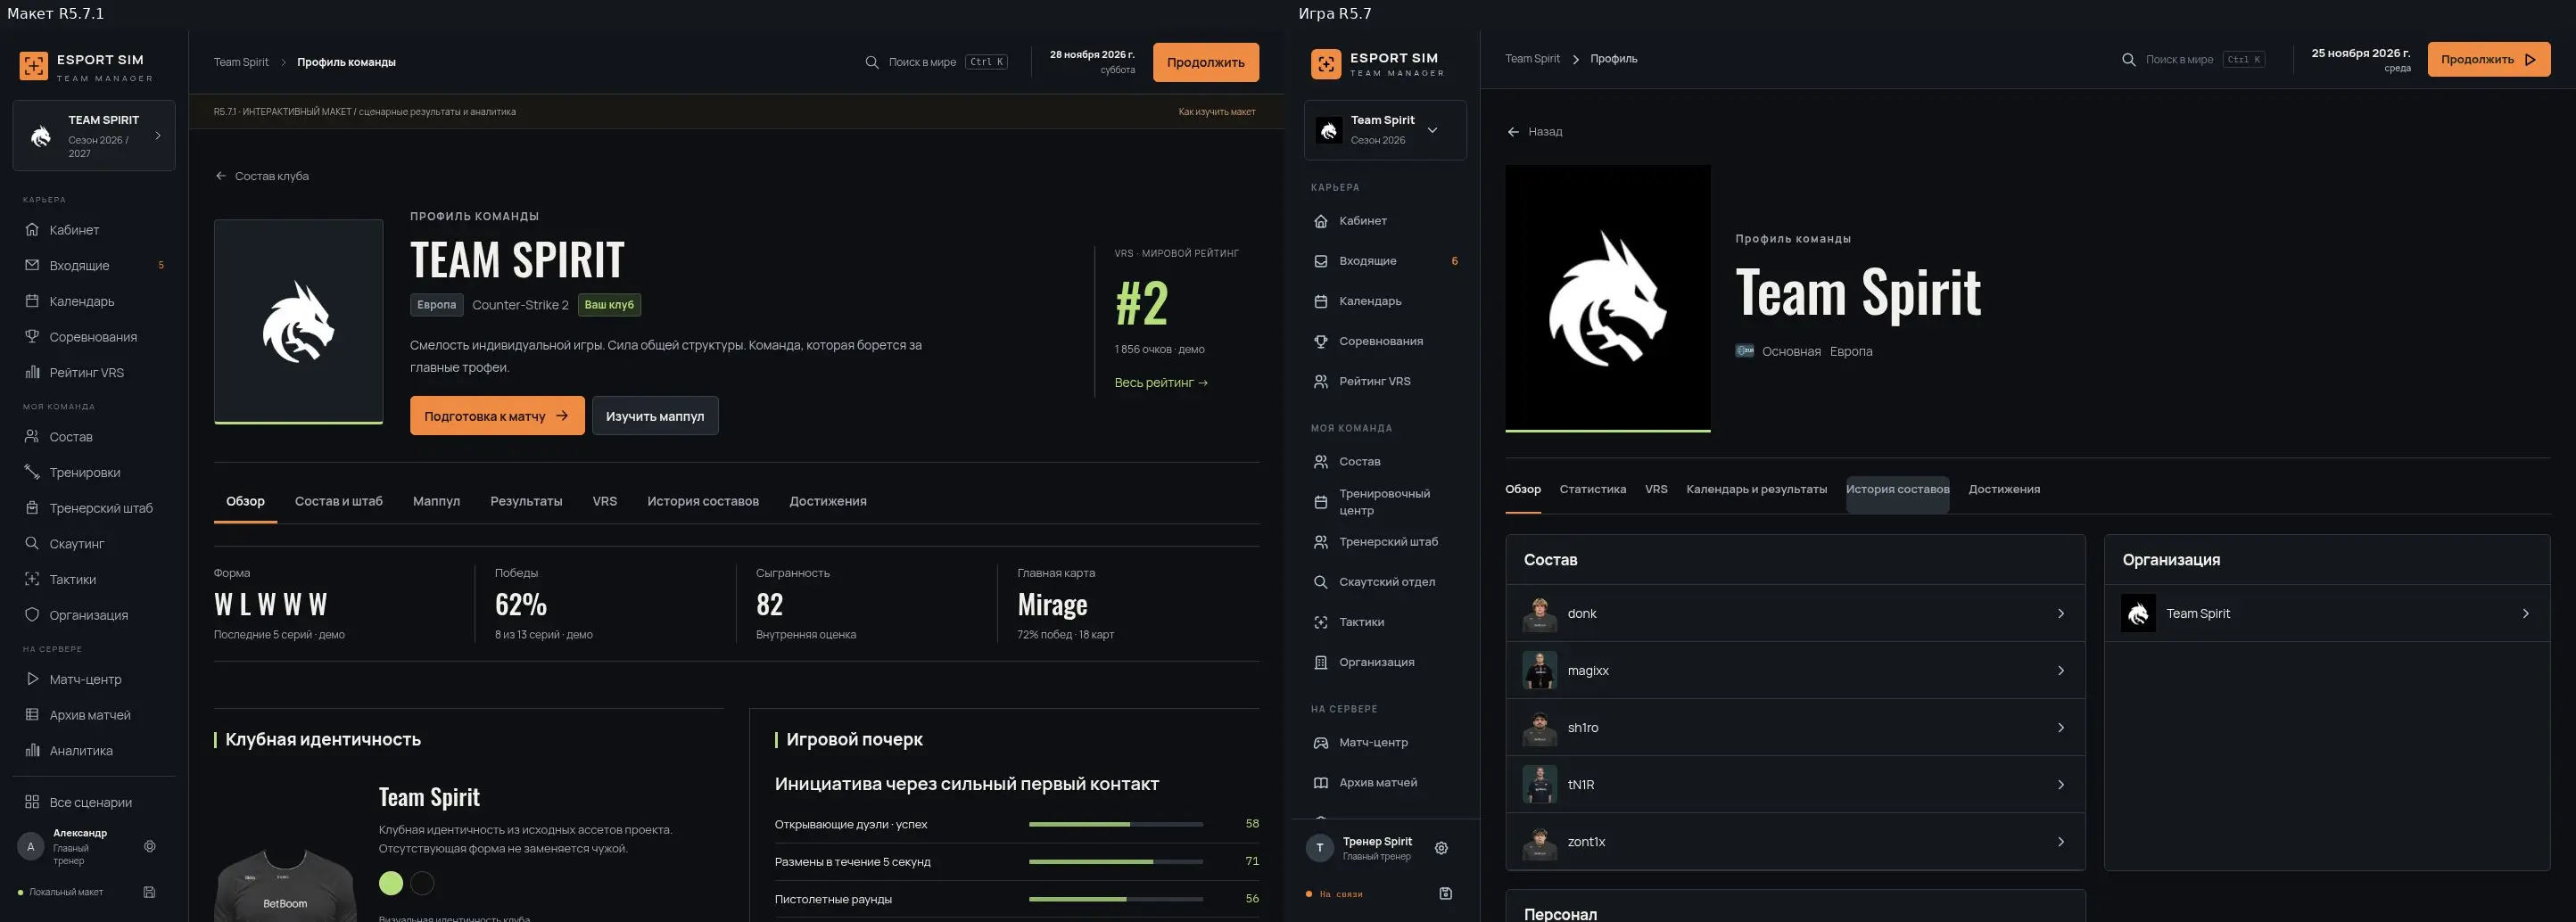 Макет R5.7.1
ESPORT SIM
TEAM MANAGER
TEAM SPIRIT
Сезон 2026 /
2027
КАРЬЕРА
Кабинет
Входящие 5
Календарь
Соревнования
Рейтинг VRS
МОЯ КОМАНДА
Состав
Тренировки
Тренерский штаб
Скаутинг
Тактики
Организация
НА СЕРВЕРЕ
Матч-центр
Архив матчей
Аналитика
Все сценарии
А
Александр
Главный
тренер
Локальный макет
Team Spirit > Профиль команды
Поиск в мире Ctrl K
28 ноября 2026 г.
суббота
Продолжить
R5.7.1 · ИНТЕРАКТИВНЫЙ МАКЕТ / сценарные результаты и аналитика
Как изучить макет
← Состав клуба
ПРОФИЛЬ КОМАНДЫ
TEAM SPIRIT
Европа Counter-Strike 2 Ваш клуб
Смелость индивидуальной игры. Сила общей структуры. Команда, которая борется за
главные трофеи.
Подготовка к матчу → Изучить маппул
VRS · МИРОВОЙ РЕЙТИНГ
#2
1 856 очков · демо
Весь рейтинг →
Обзор Состав и штаб Маппул Результаты VRS История составов Достижения
Форма
W L W W W
Последние 5 серий · демо
Победы
62%
8 из 13 серий · демо
Сыгранность
82
Внутренняя оценка
Главная карта
Mirage
72% побед · 18 карт
Клубная идентичность
Team Spirit
Клубная идентичность из исходных ассетов проекта.
Отсутствующая форма не заменяется чужой.
Визуальная идентичность клуба
BetBoom
Игровой почерк
Инициатива через сильный первый контакт
Открывающие дуэли · успех 58
Размены в течение 5 секунд 71
Пистолетные раунды 56
Игра R5.7
ESPORT SIM
TEAM MANAGER
Team Spirit
Сезон 2026
КАРЬЕРА
Кабинет
Входящие 6
Календарь
Соревнования
Рейтинг VRS
МОЯ КОМАНДА
Состав
Тренировочный
центр
Тренерский штаб
Скаутский отдел
Тактики
Организация
НА СЕРВЕРЕ
Матч-центр
Архив матчей
Т
Тренер Spirit
Главный тренер
На связи
Team Spirit > Профиль
Поиск в мире Ctrl K
25 ноября 2026 г.
среда
Продолжить
← Назад
Профиль команды
Team Spirit
Основная Европа
Обзор Статистика VRS Календарь и результаты История составов Достижения
Состав
donk
magixx
sh1ro
tN1R
zont1x
Персонал
Организация
Team Spirit